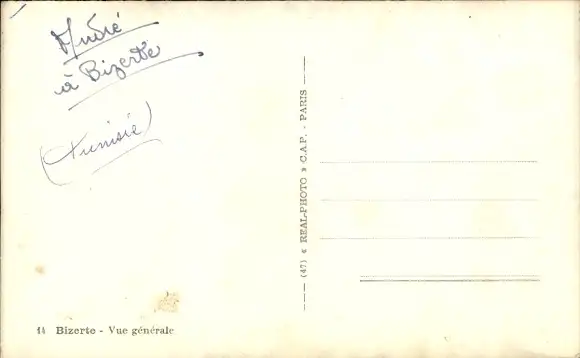 André
à Bizerte
(Tunisie)
(47) « REAL-PHOTO » C.A.P. - PARIS
14 Bizerte - Vue générale